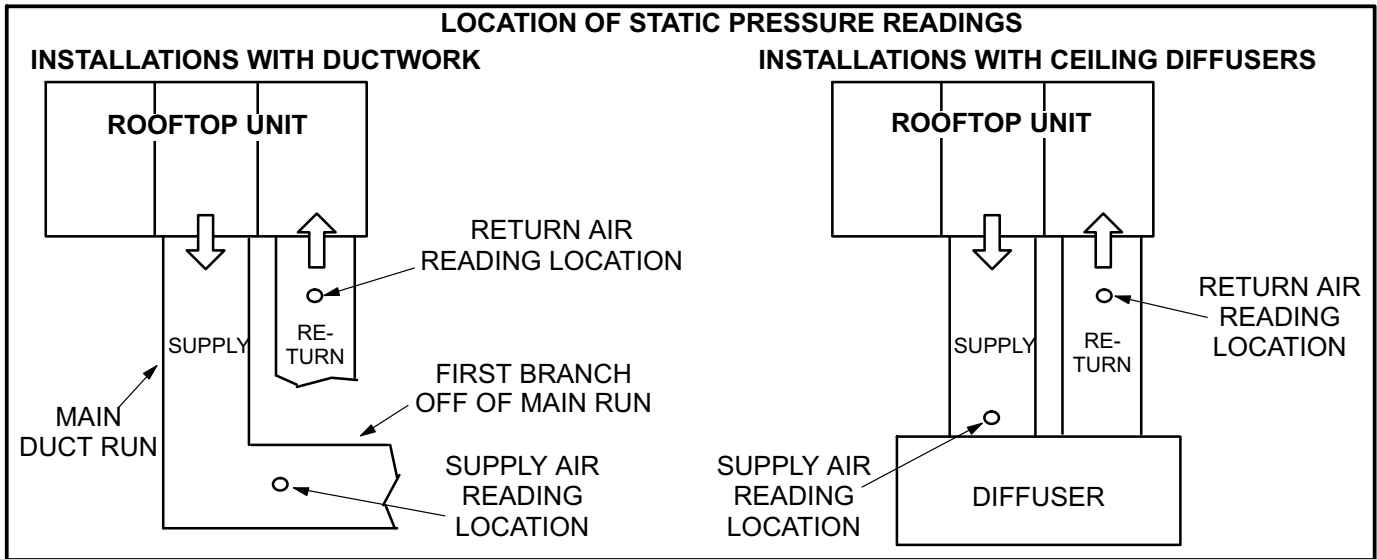 LOCATION OF STATIC PRESSURE READINGS
INSTALLATIONS WITH DUCTWORK
ROOFTOP UNIT
RETURN AIR
READING LOCATION
SUPPLY
RE-
TURN
FIRST BRANCH
OFF OF MAIN RUN
MAIN
DUCT RUN
SUPPLY AIR
READING
LOCATION
INSTALLATIONS WITH CEILING DIFFUSERS
ROOFTOP UNIT
RETURN AIR
READING
LOCATION
SUPPLY
RE-
TURN
SUPPLY AIR
READING
LOCATION
DIFFUSER